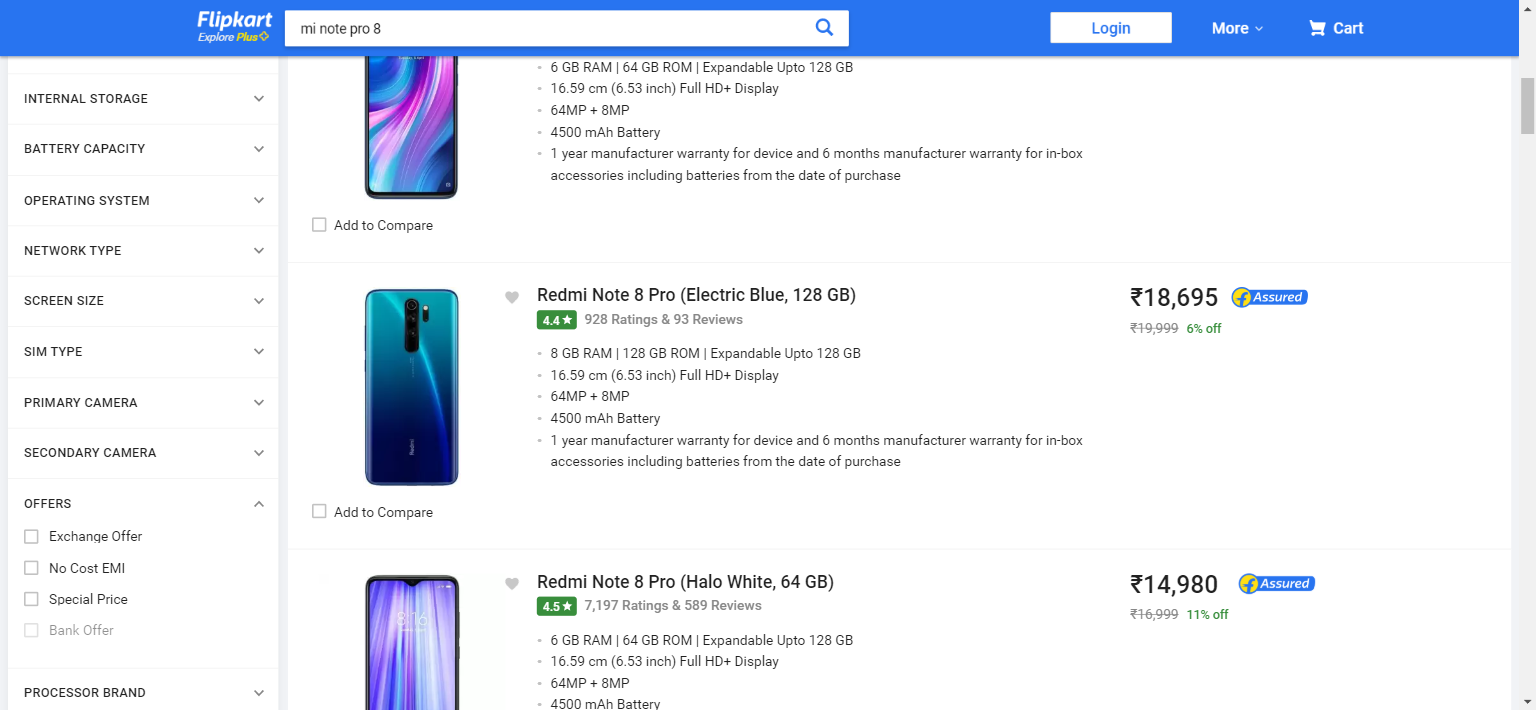 Flipkart
Explore Plus
mi note pro 8
Login
More
Cart
INTERNAL STORAGE
BATTERY CAPACITY
OPERATING SYSTEM
NETWORK TYPE
SCREEN SIZE
SIM TYPE
PRIMARY CAMERA
SECONDARY CAMERA
OFFERS
Exchange Offer
No Cost EMI
Special Price
Bank Offer
PROCESSOR BRAND
6 GB RAM | 64 GB ROM | Expandable Upto 128 GB
16.59 cm (6.53 inch) Full HD+ Display
64MP + 8MP
4500 mAh Battery
1 year manufacturer warranty for device and 6 months manufacturer warranty for in-box
accessories including batteries from the date of purchase
Add to Compare
Redmi
Redmi Note 8 Pro (Electric Blue, 128 GB)
4.4★ 928 Ratings & 93 Reviews
8 GB RAM | 128 GB ROM | Expandable Upto 128 GB
16.59 cm (6.53 inch) Full HD+ Display
64MP + 8MP
4500 mAh Battery
1 year manufacturer warranty for device and 6 months manufacturer warranty for in-box
accessories including batteries from the date of purchase
₹18,695 Assured
₹19,999 6% off
Add to Compare
8:16
Redmi Note 8 Pro (Halo White, 64 GB)
4.5★ 7,197 Ratings & 589 Reviews
6 GB RAM | 64 GB ROM | Expandable Upto 128 GB
16.59 cm (6.53 inch) Full HD+ Display
64MP + 8MP
4500 mAh Battery
₹14,980 Assured
₹16,999 11% off